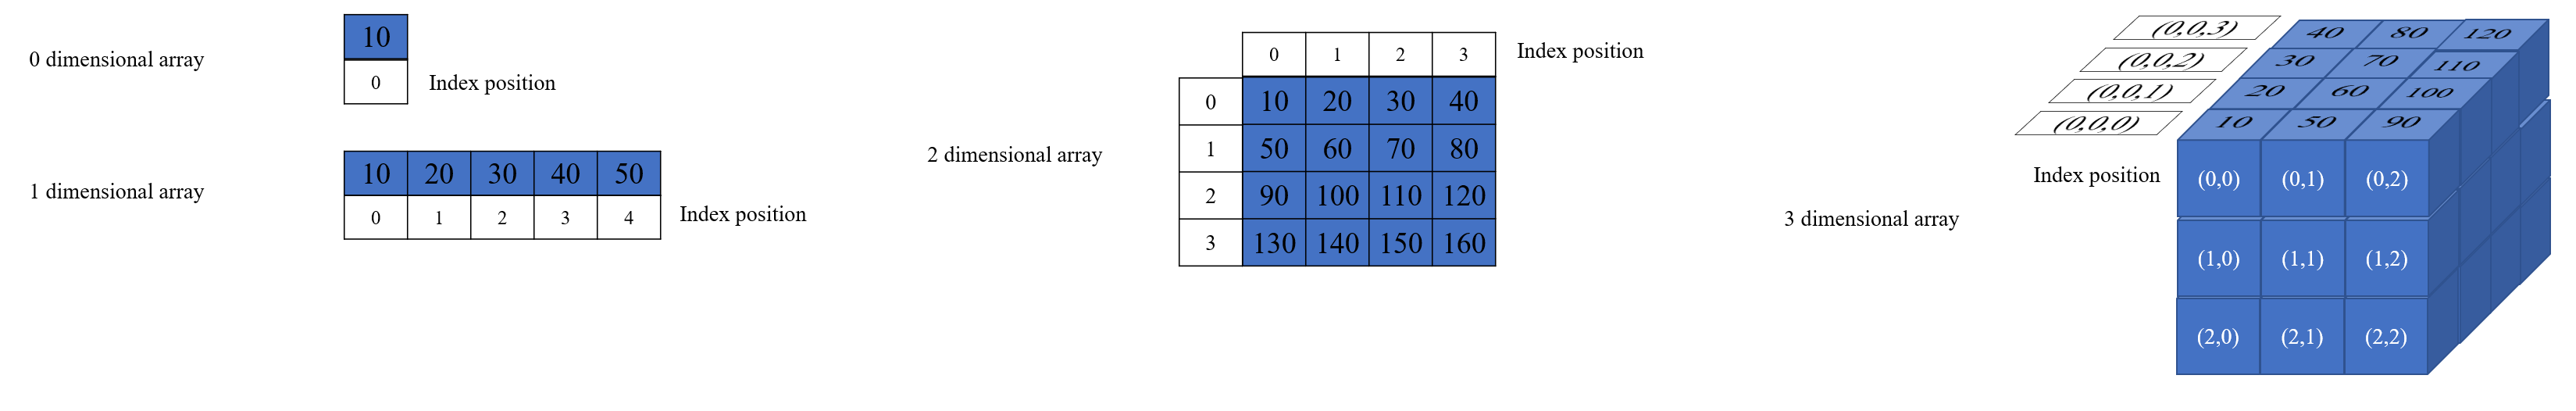 0 dimensional array
10
0
Index position
1 dimensional array
10 20 30 40 50
0 1 2 3 4
Index position
2 dimensional array
0 1 2 3
Index position
0 10 20 30 40
1 50 60 70 80
2 90 100 110 120
3 130 140 150 160
3 dimensional array
(0,0,3) 40 80 120
(0,0,2) 30 70 110
(0,0,1) 20 60 100
(0,0,0) 10 50 90
Index position
(0,0) (0,1) (0,2)
(1,0) (1,1) (1,2)
(2,0) (2,1) (2,2)